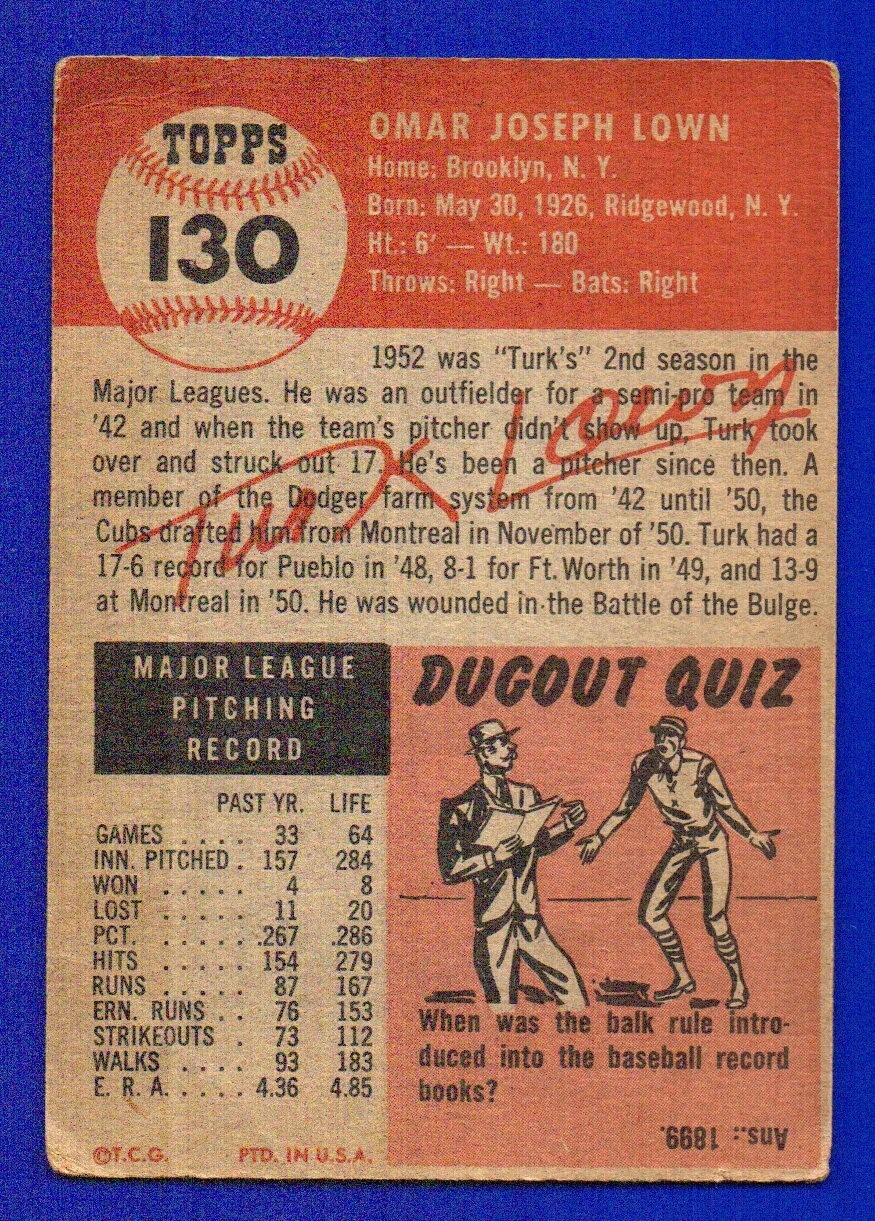 TOPPS
130
OMAR JOSEPH LOWN
Home: Brooklyn, N. Y.
Born: May 30, 1926, Ridgewood, N. Y.
Ht.: 6' — Wt.: 180
Throws: Right — Bats: Right
1952 was "Turk's" 2nd season in the
Major Leagues. He was an outfielder for a semi-pro team in
'42 and when the team's pitcher didn't show up, Turk took
over and struck out 17. He's been a pitcher since then. A
member of the Dodger farm system from '42 until '50, the
Cubs drafted him from Montreal in November of '50. Turk had a
17-6 record for Pueblo in '48, 8-1 for Ft. Worth in '49, and 13-9
at Montreal in '50. He was wounded in the Battle of the Bulge.
Turk Lown
MAJOR LEAGUE
PITCHING
RECORD
PAST YR. LIFE
GAMES .... 33 64
INN. PITCHED . 157 284
WON ..... 4 8
LOST ..... 11 20
PCT. ...... .267 .286
HITS ..... 154 279
RUNS ..... 87 167
ERN. RUNS .. 76 153
STRIKEOUTS . 73 112
WALKS .... 93 183
E. R. A. ..... 4.36 4.85
©T.C.G. PTD. IN U.S.A.
DUGOUT QUIZ
When was the balk rule intro-
duced into the baseball record
books?
Ans.: 1899.